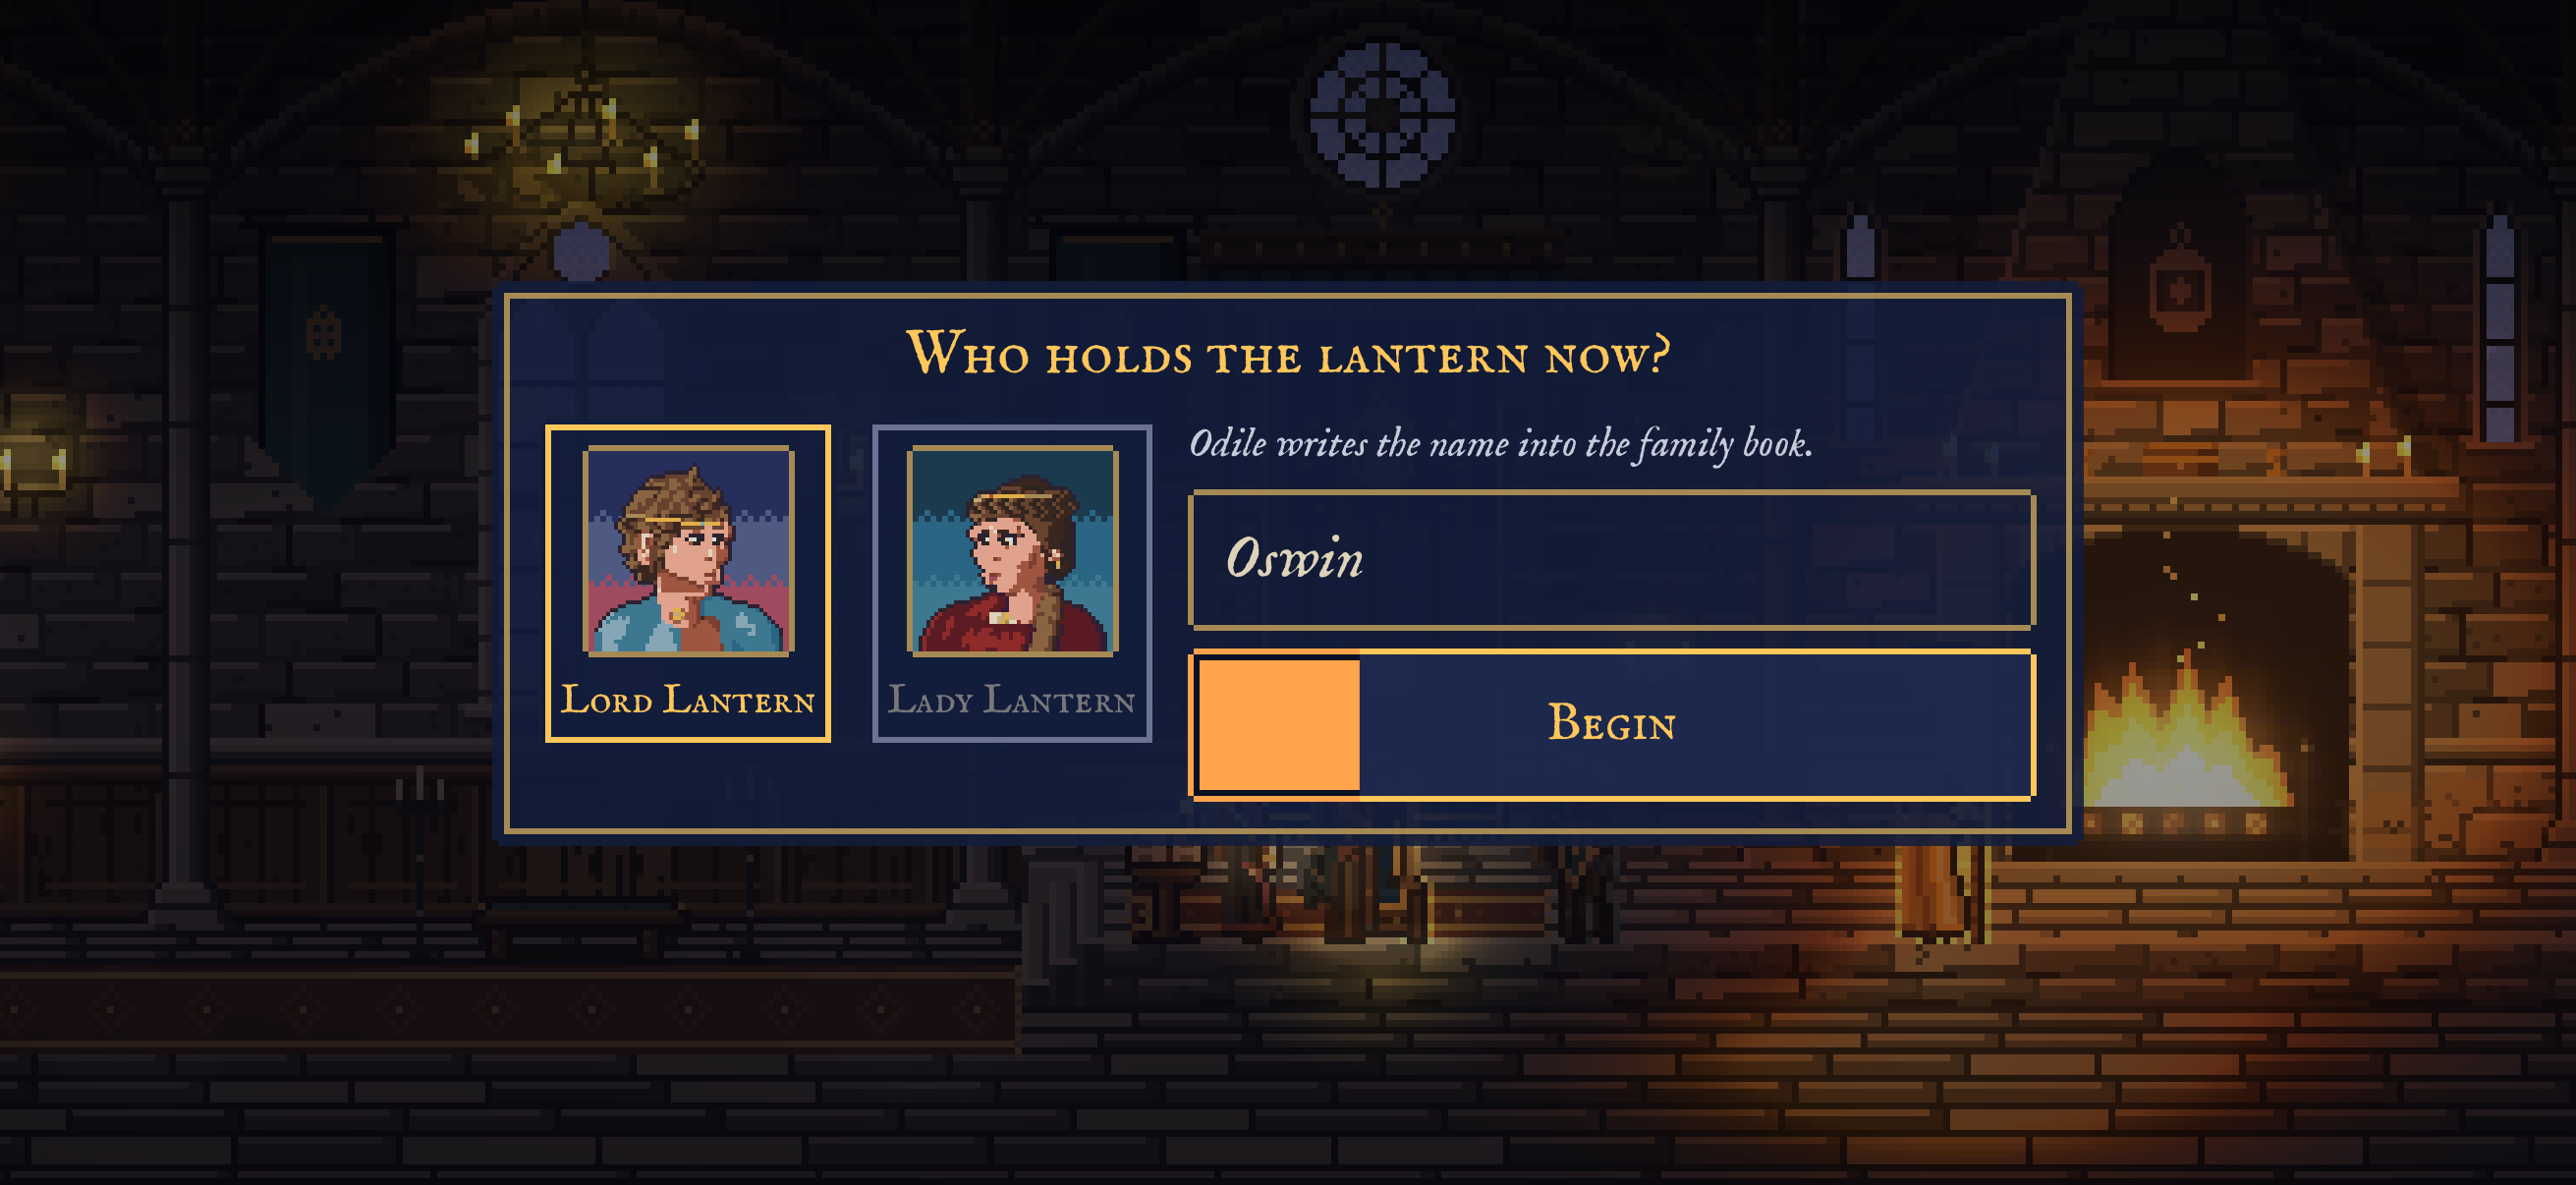 Who holds the lantern now?
Odile writes the name into the family book.
Oswin
Lord Lantern
Lady Lantern
Begin